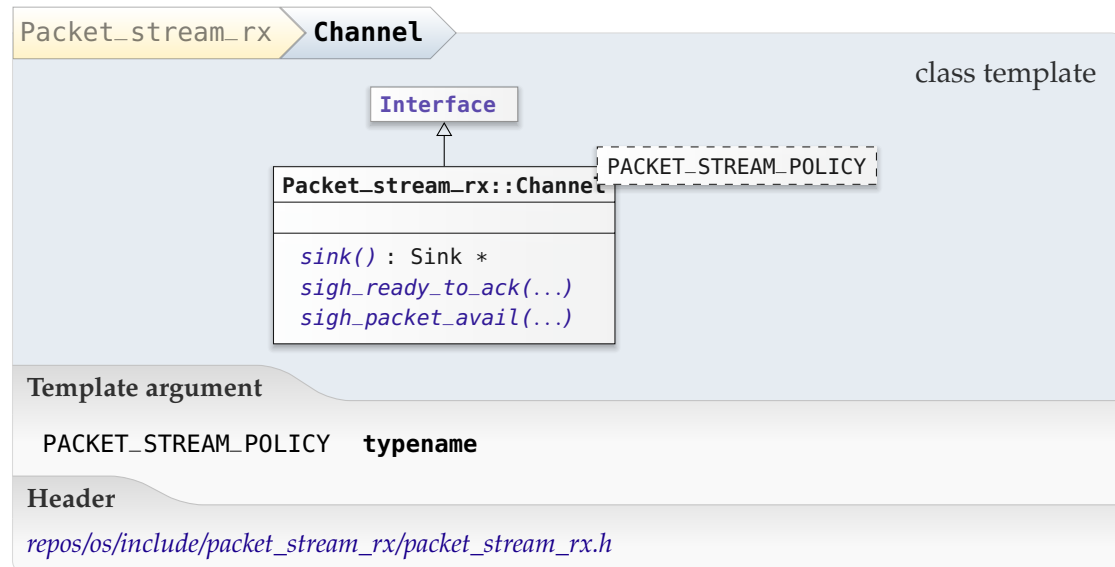 Packet_stream_rx Channel
class template
Interface
PACKET_STREAM_POLICY
Packet_stream_rx::Channel
sink() : Sink *
sigh_ready_to_ack(...)
sigh_packet_avail(...)
Template argument
PACKET_STREAM_POLICY typename
Header
repos/os/include/packet_stream_rx/packet_stream_rx.h